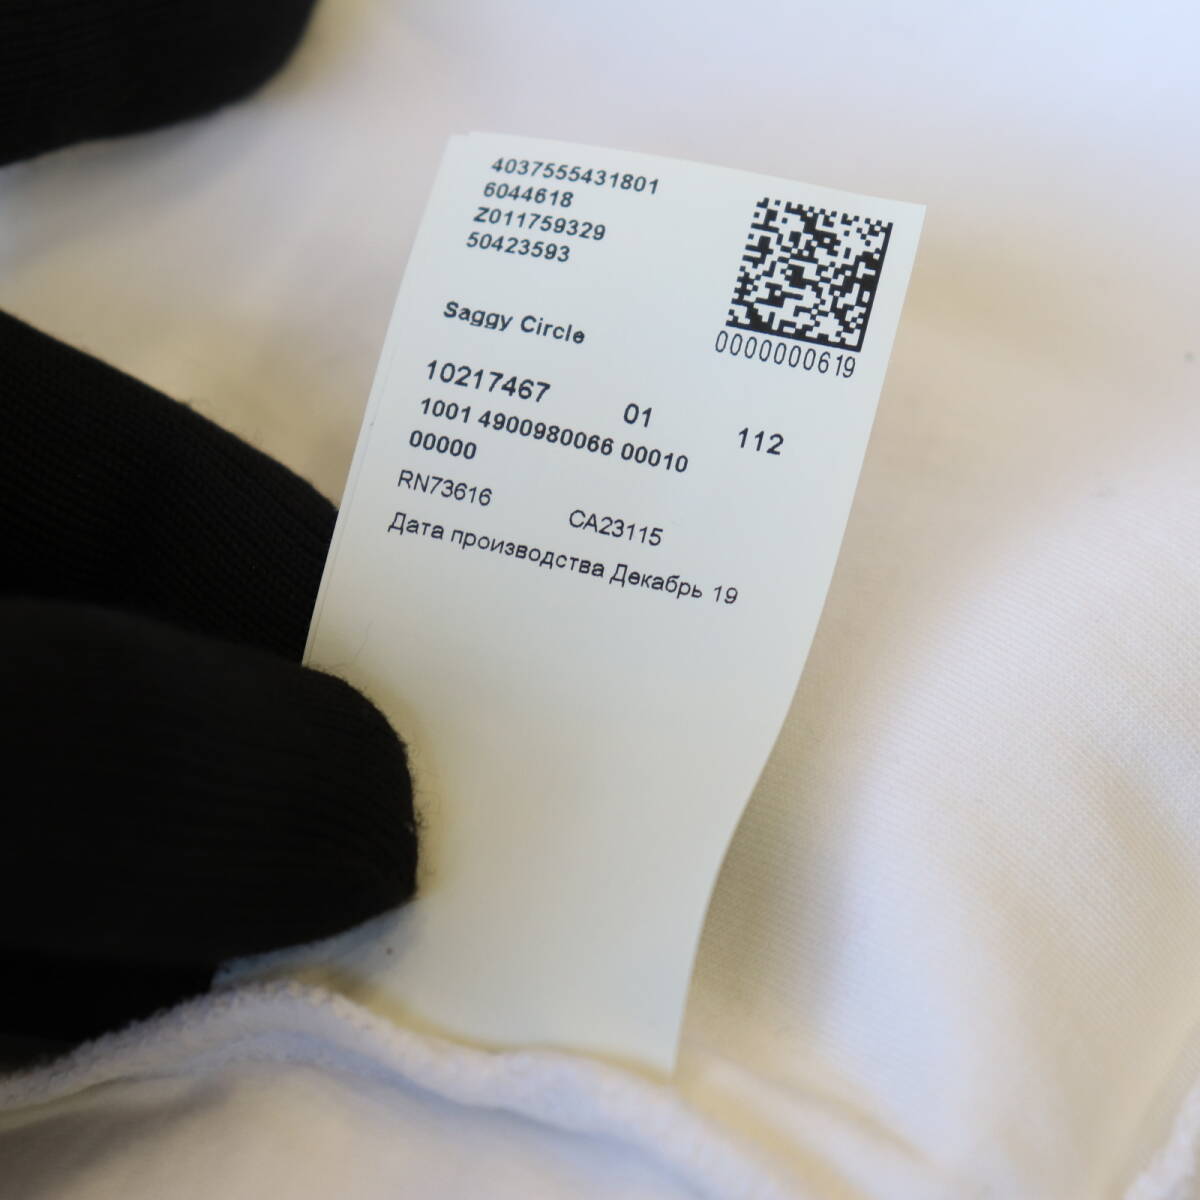 4037555431801
6044618
Z011759329
50423593
0000000619
Saggy Circle
10217467 01 112
1001 4900980066 00010
00000
RN73616 CA23115
Дата производства Декабрь 19